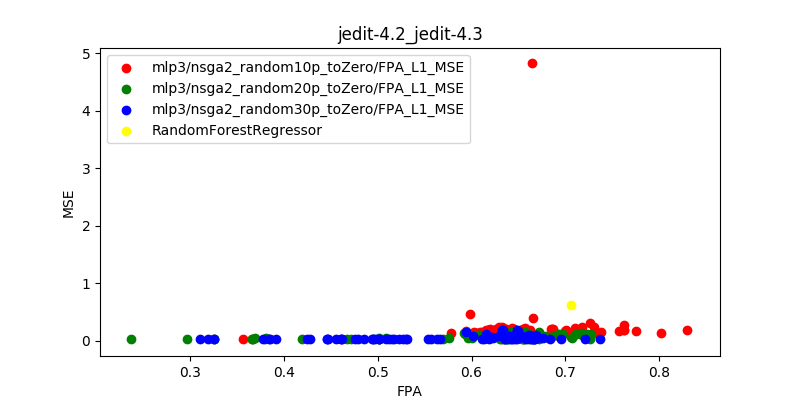 jedit-4.2_jedit-4.3
mlp3/nsga2_random10p_toZero/FPA_L1_MSE
mlp3/nsga2_random20p_toZero/FPA_L1_MSE
mlp3/nsga2_random30p_toZero/FPA_L1_MSE
RandomForestRegressor
MSE
5
4
3
2
1
0
0.3 0.4 0.5 0.6 0.7 0.8
FPA